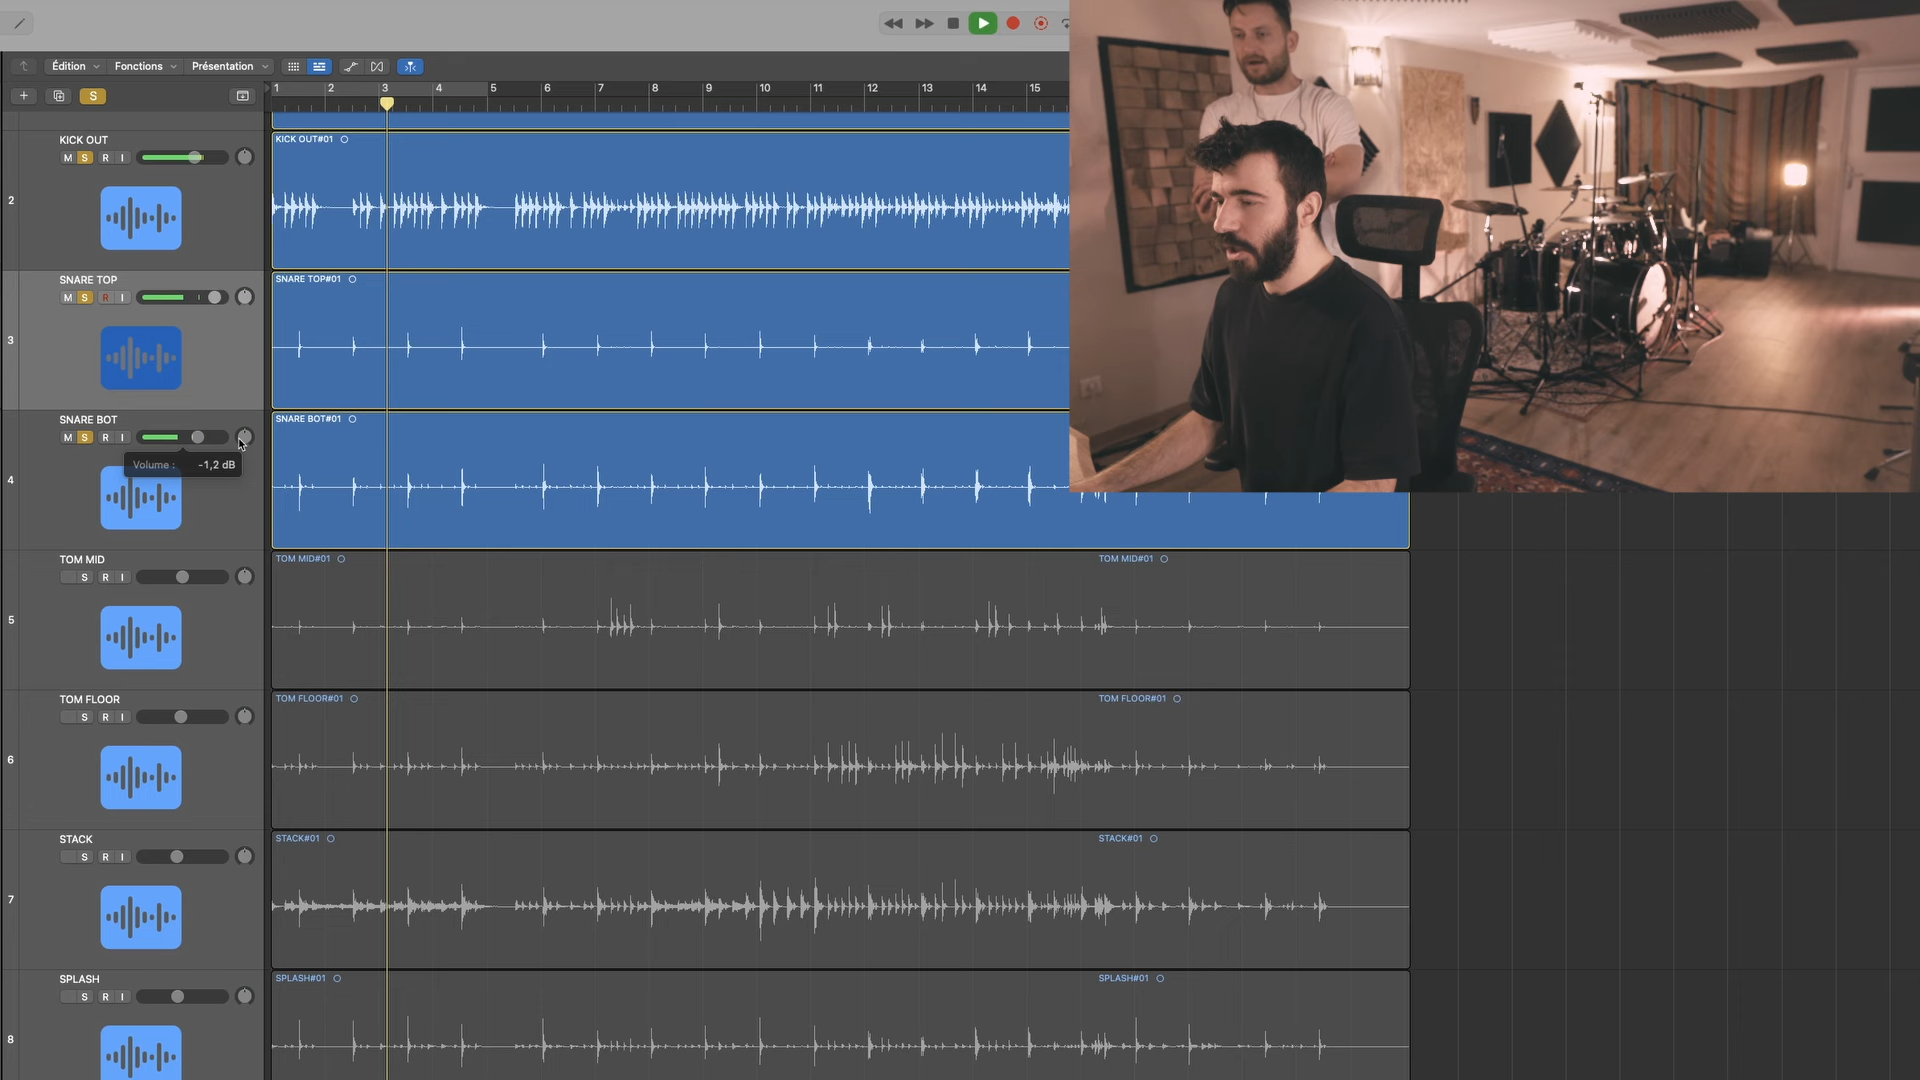 Édition Fonctions Présentation
S
1 2 3 4 5 6 7 8 9 10 11 12 13 14 15
KICK OUT
M S R I
2
KICK OUT#01
SNARE TOP
M S R I
3
SNARE TOP#01
SNARE BOT
M S R I
Volume : -1,2 dB
4
SNARE BOT#01
TOM MID
S R I
5
TOM MID#01 TOM MID#01
TOM FLOOR
S R I
6
TOM FLOOR#01 TOM FLOOR#01
STACK
S R I
7
STACK#01 STACK#01
SPLASH
S R I
8
SPLASH#01 SPLASH#01